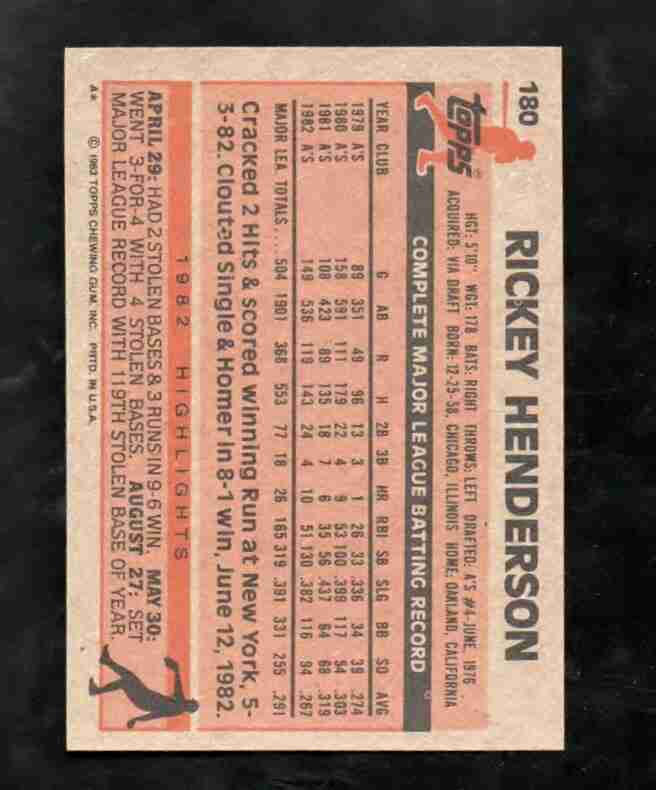 180
RICKEY HENDERSON
Topps®
HGT: 5'10" WGT: 178 BATS: RIGHT THROWS: LEFT DRAFTED: A'S #4-JUNE, 1976
ACQUIRED: VIA DRAFT BORN: 12-25-58, CHICAGO, ILLINOIS HOME: OAKLAND, CALIFORNIA
COMPLETE MAJOR LEAGUE BATTING RECORD
YEAR CLUB G AB R H 2B 3B HR RBI SB SLG BB SO AVG
1979 A'S 89 351 49 96 13 3 1 26 33 .336 34 39 .274
1980 A'S 158 591 111 179 22 4 9 53 100 .399 117 54 .303
1981 A'S 108 423 89 135 18 7 6 35 56 .437 64 68 .319
1982 A'S 149 536 119 143 24 4 10 51 130 .382 116 94 .267
MAJOR LEA. TOTALS.... 504 1901 368 553 77 18 26 165 319 .391 331 255 .291
Cracked 2 Hits & scored winning Run at New York, 5-
3-82. Clouted Single & Homer in 8-1 win, June 12, 1982.
1982 HIGHLIGHTS
APRIL 29: HAD 2 STOLEN BASES & 3 RUNS IN 9-6 WIN. MAY 30:
WENT 3-FOR-4 WITH 4 STOLEN BASES. AUGUST 27: SET
MAJOR LEAGUE RECORD WITH 119TH STOLEN BASE OF YEAR.
A* © 1983 TOPPS CHEWING GUM, INC. PRTD. IN U.S.A.